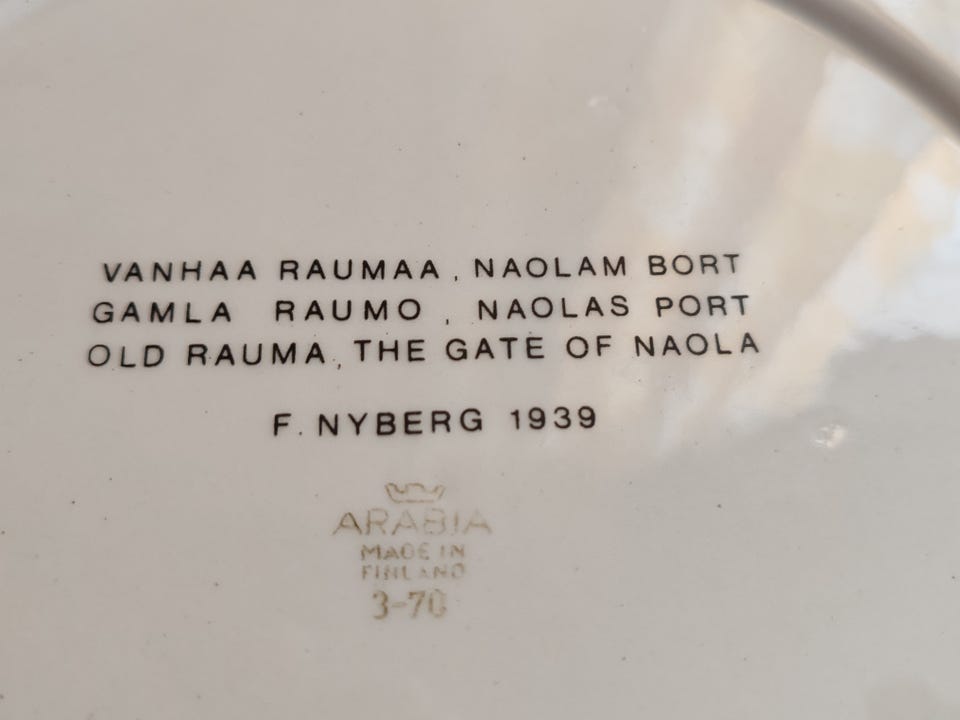 VANHAA RAUMAA, NAOLAM BORT
GAMLA RAUMO, NAOLAS PORT
OLD RAUMA, THE GATE OF NAOLA
F. NYBERG 1939
ARABIA
MADE IN
FINLAND
3-70